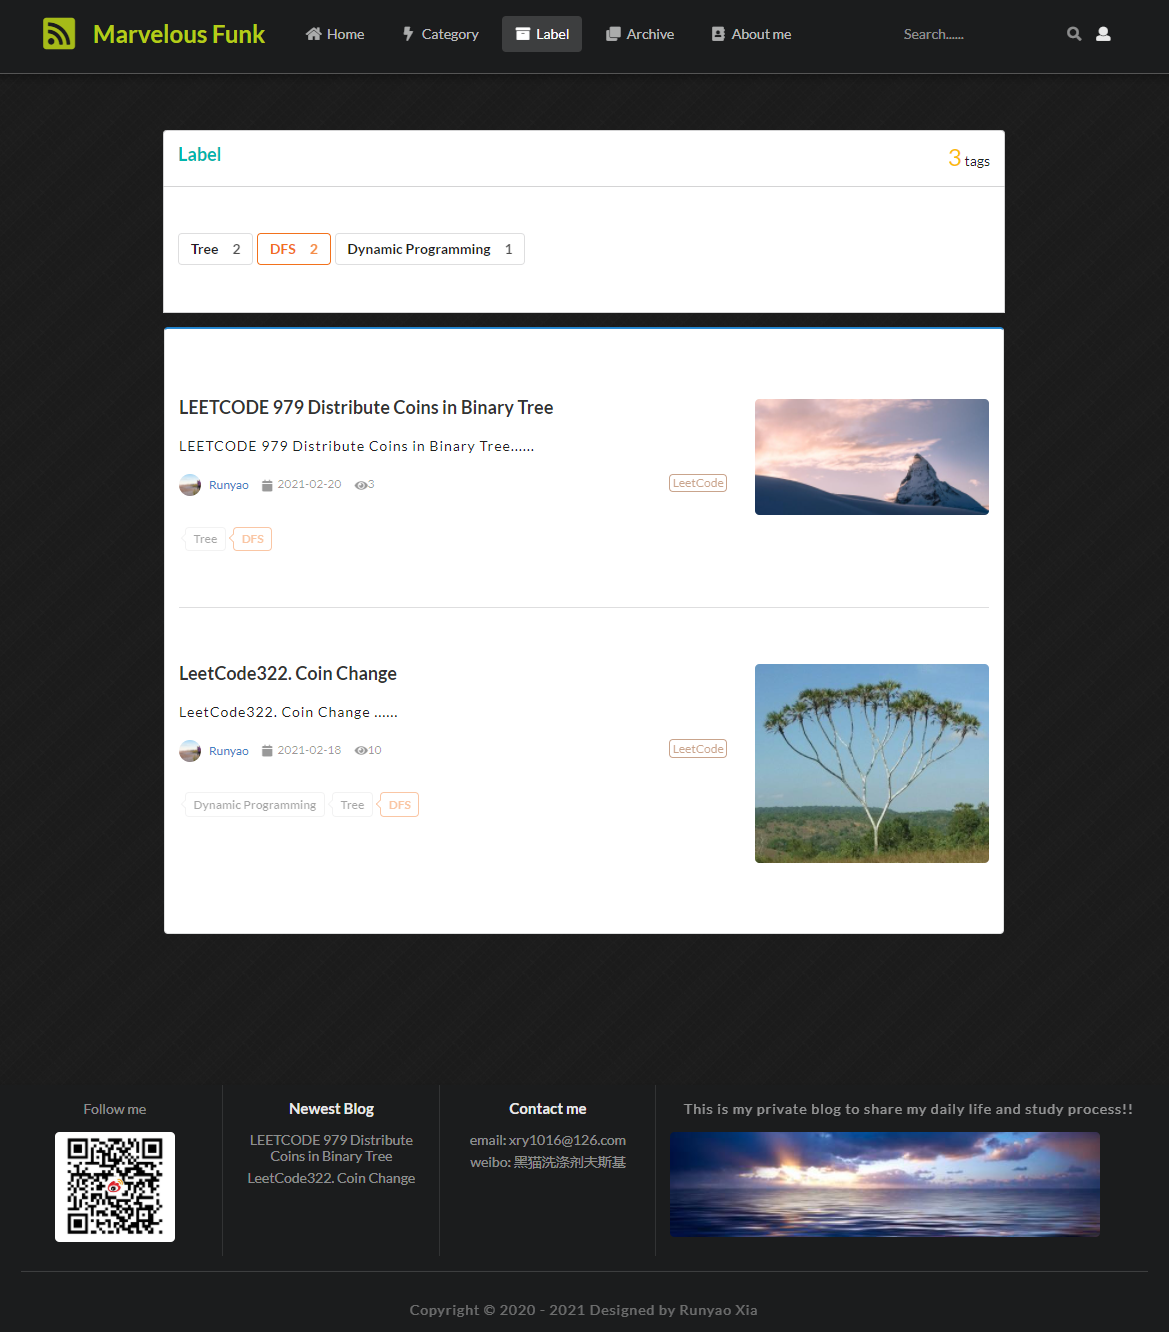 Marvelous Funk
Home
Category
Label
Archive
About me
Search......
Label
3 tags
Tree 2
DFS 2
Dynamic Programming 1
LEETCODE 979 Distribute Coins in Binary Tree
LEETCODE 979 Distribute Coins in Binary Tree......
Runyao 2021-02-20 3
LeetCode
Tree
DFS
LeetCode322. Coin Change
LeetCode322. Coin Change ......
Runyao 2021-02-18 10
LeetCode
Dynamic Programming
Tree
DFS
Follow me
Newest Blog
LEETCODE 979 Distribute
Coins in Binary Tree
LeetCode322. Coin Change
Contact me
email: xry1016@126.com
weibo: 黑猫洗涤剂夫斯基
This is my private blog to share my daily life and study process!!
Copyright © 2020 - 2021 Designed by Runyao Xia